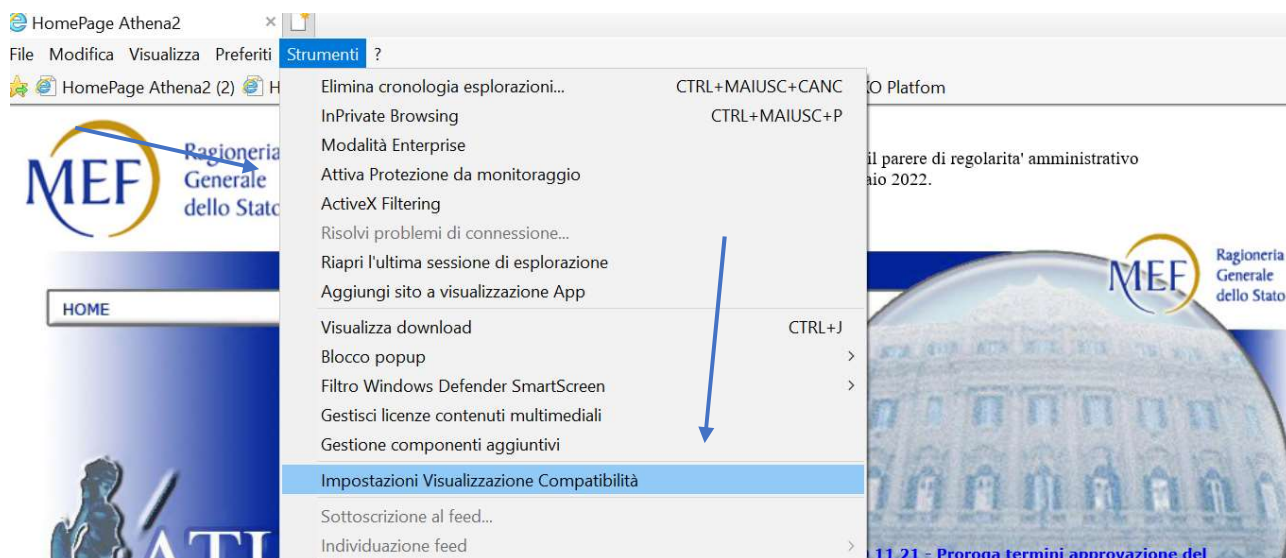 HomePage Athena2 ×
File Modifica Visualizza Preferiti Strumenti ?
HomePage Athena2 (2) H
O Platfom
Elimina cronologia esplorazioni... CTRL+MAIUSC+CANC
InPrivate Browsing CTRL+MAIUSC+P
Modalità Enterprise
Attiva Protezione da monitoraggio
ActiveX Filtering
Risolvi problemi di connessione...
Riapri l'ultima sessione di esplorazione
Aggiungi sito a visualizzazione App
Visualizza download CTRL+J
Blocco popup >
Filtro Windows Defender SmartScreen >
Gestisci licenze contenuti multimediali
Gestione componenti aggiuntivi
Impostazioni Visualizzazione Compatibilità
Sottoscrizione al feed...
Individuazione feed >
MEF
Ragioneria
Generale
dello Stato
il parere di regolarita' amministrativo
aio 2022.
MEF
Ragioneria
Generale
dello Stato
HOME
11 21 - Proroga termini approvazione del